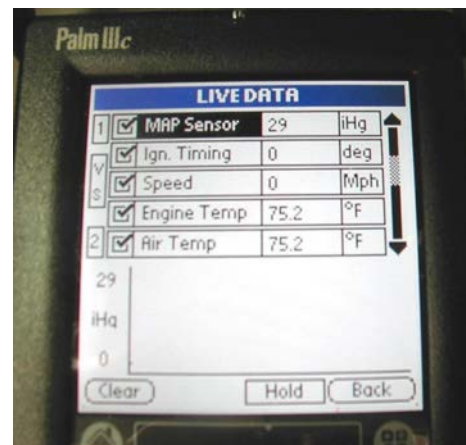 Palm IIIc
LIVE DATA
1 MAP Sensor 29 iHg
Ign. Timing 0 deg
VS Speed 0 Mph
Engine Temp 75.2 °F
2 Air Temp 75.2 °F
29
iHg
0
Clear Hold Back